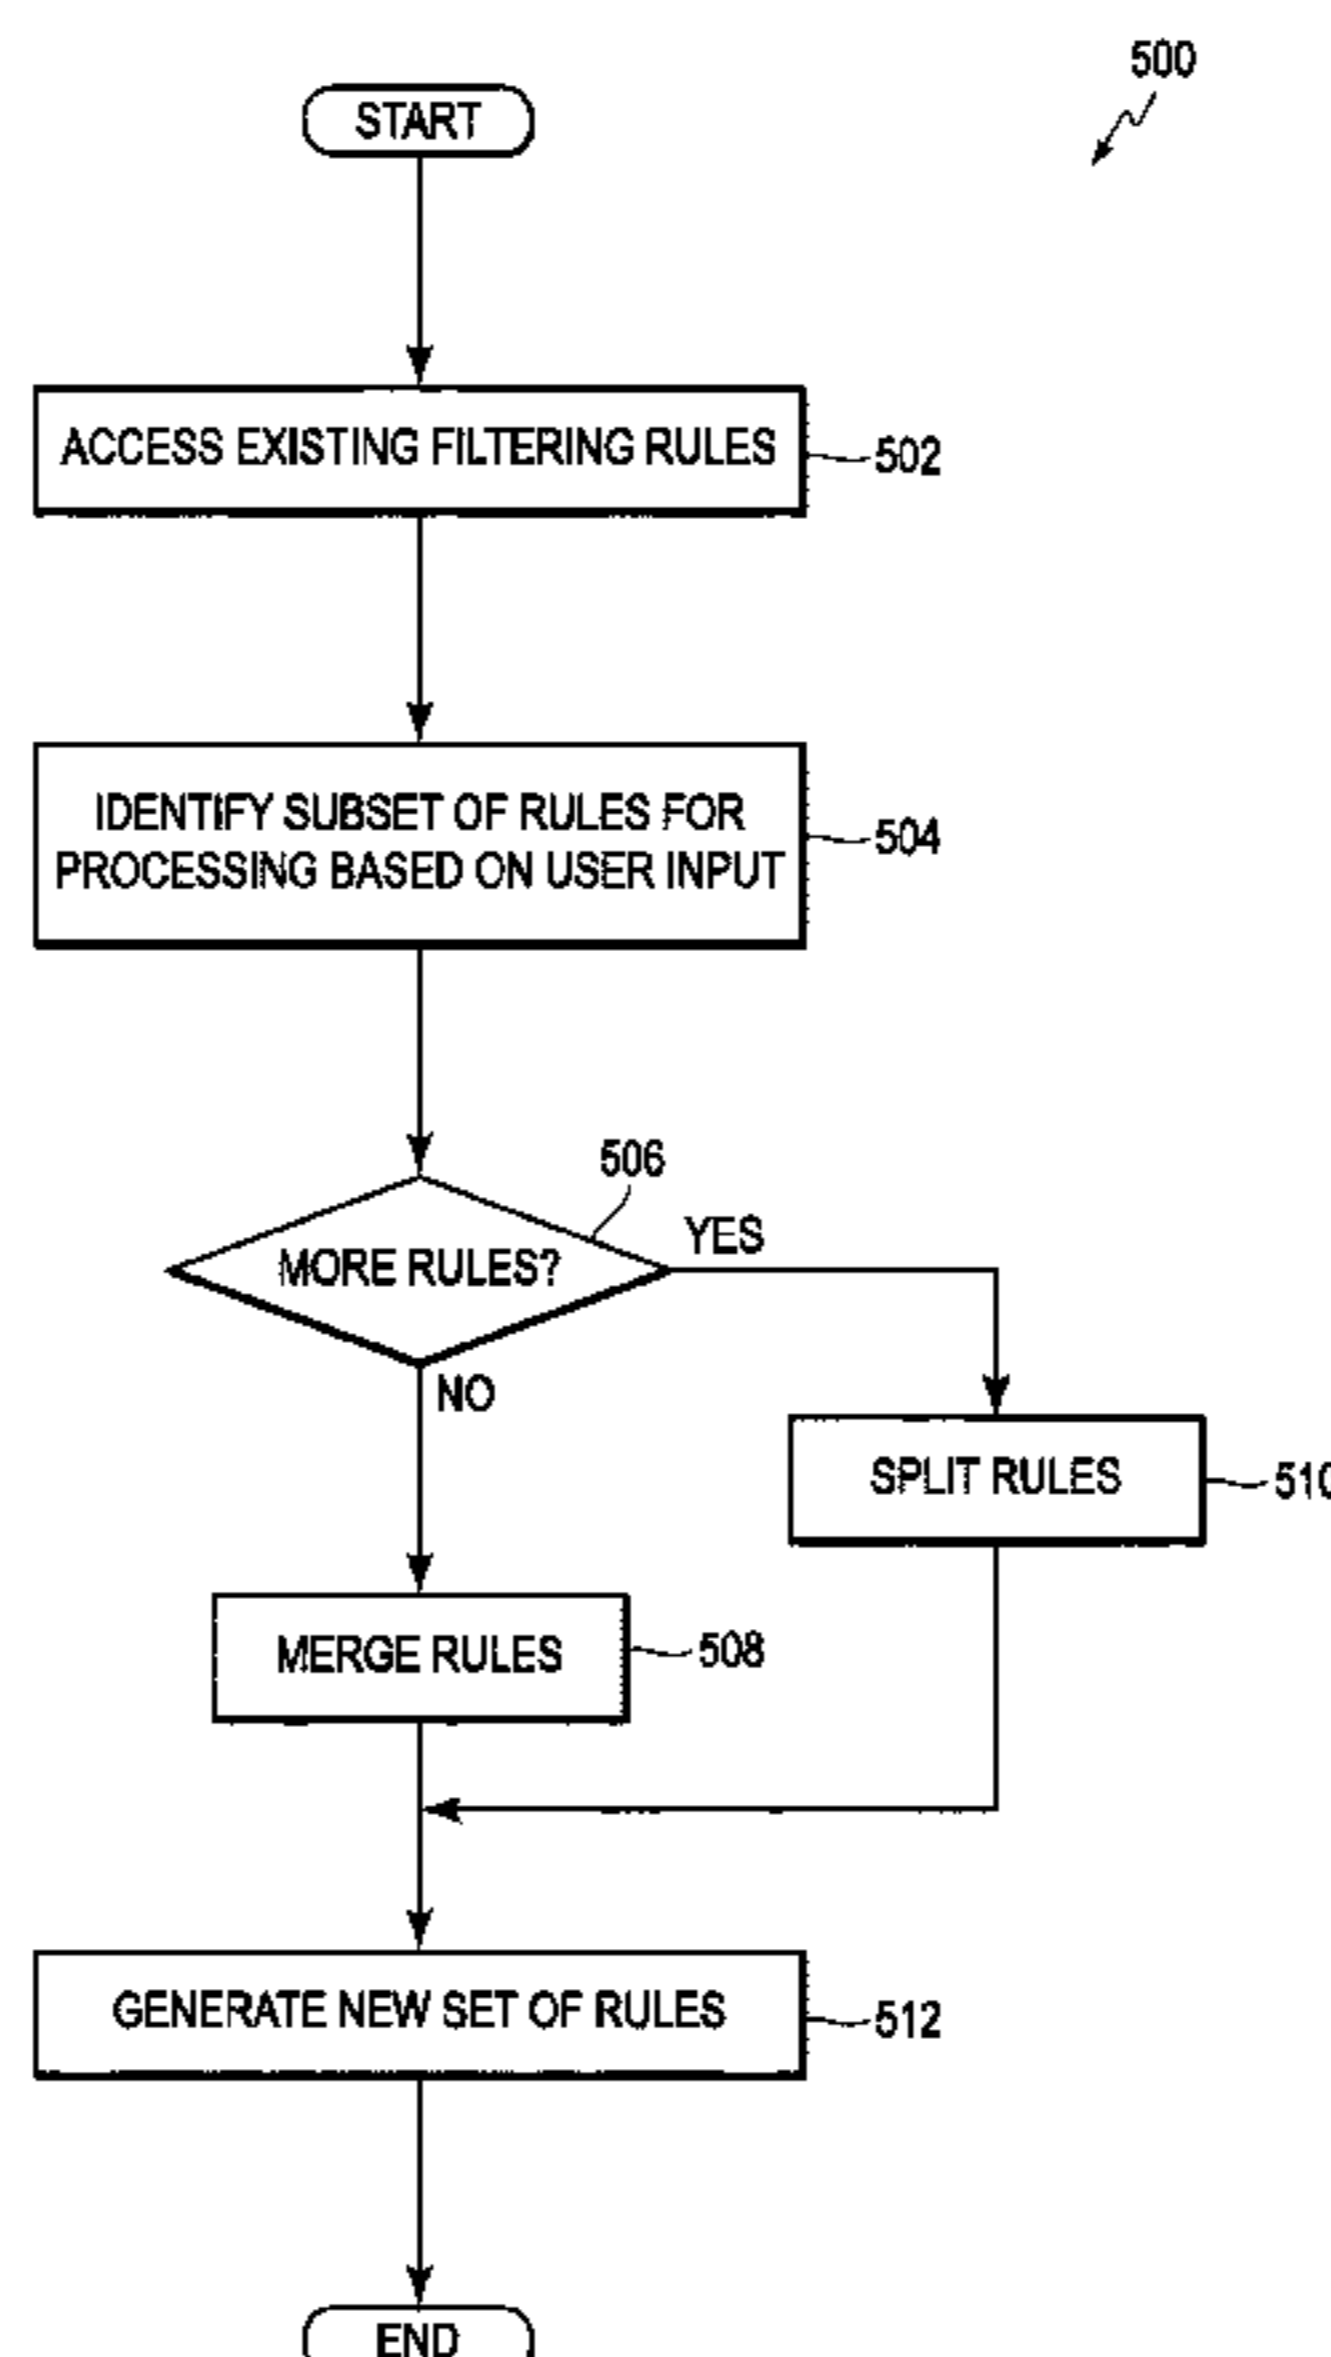 500
START
ACCESS EXISTING FILTERING RULES
502
IDENTIFY SUBSET OF RULES FOR
PROCESSING BASED ON USER INPUT
504
506
MORE RULES?
YES
NO
SPLIT RULES
510
MERGE RULES
508
GENERATE NEW SET OF RULES
512
END